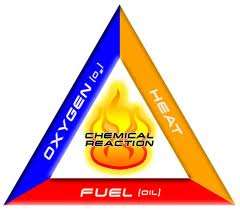 OXYGEN (O₂)
HEAT
CHEMICAL
REACTION
FUEL (OIL)